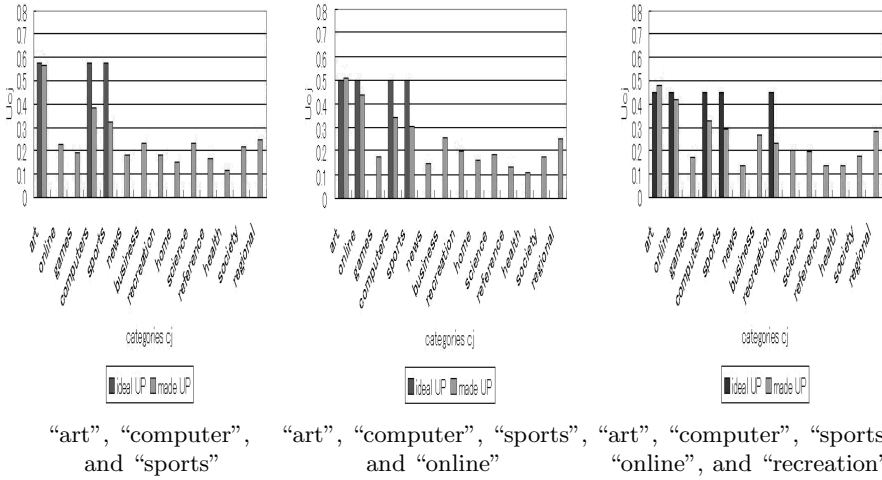 0.8
0.7
0.6
0.5
0.4
0.3
0.2
0.1
0
Ucj
art
online
games
computers
sports
news
business
recreation
home
science
reference
health
society
regional
categories cj
ideal UP made UP
"art", "computer",
and "sports"
0.8
0.7
0.6
0.5
0.4
0.3
0.2
0.1
0
Ucj
art
online
games
computers
sports
news
business
recreation
home
science
reference
health
society
regional
categories cj
ideal UP made UP
"art", "computer", "sports",
and "online"
0.8
0.7
0.6
0.5
0.4
0.3
0.2
0.1
0
Ucj
art
online
games
computers
sports
news
business
recreation
home
science
reference
health
society
regional
categories cj
ideal UP made UP
"art", "computer", "sports
"online", and "recreation"